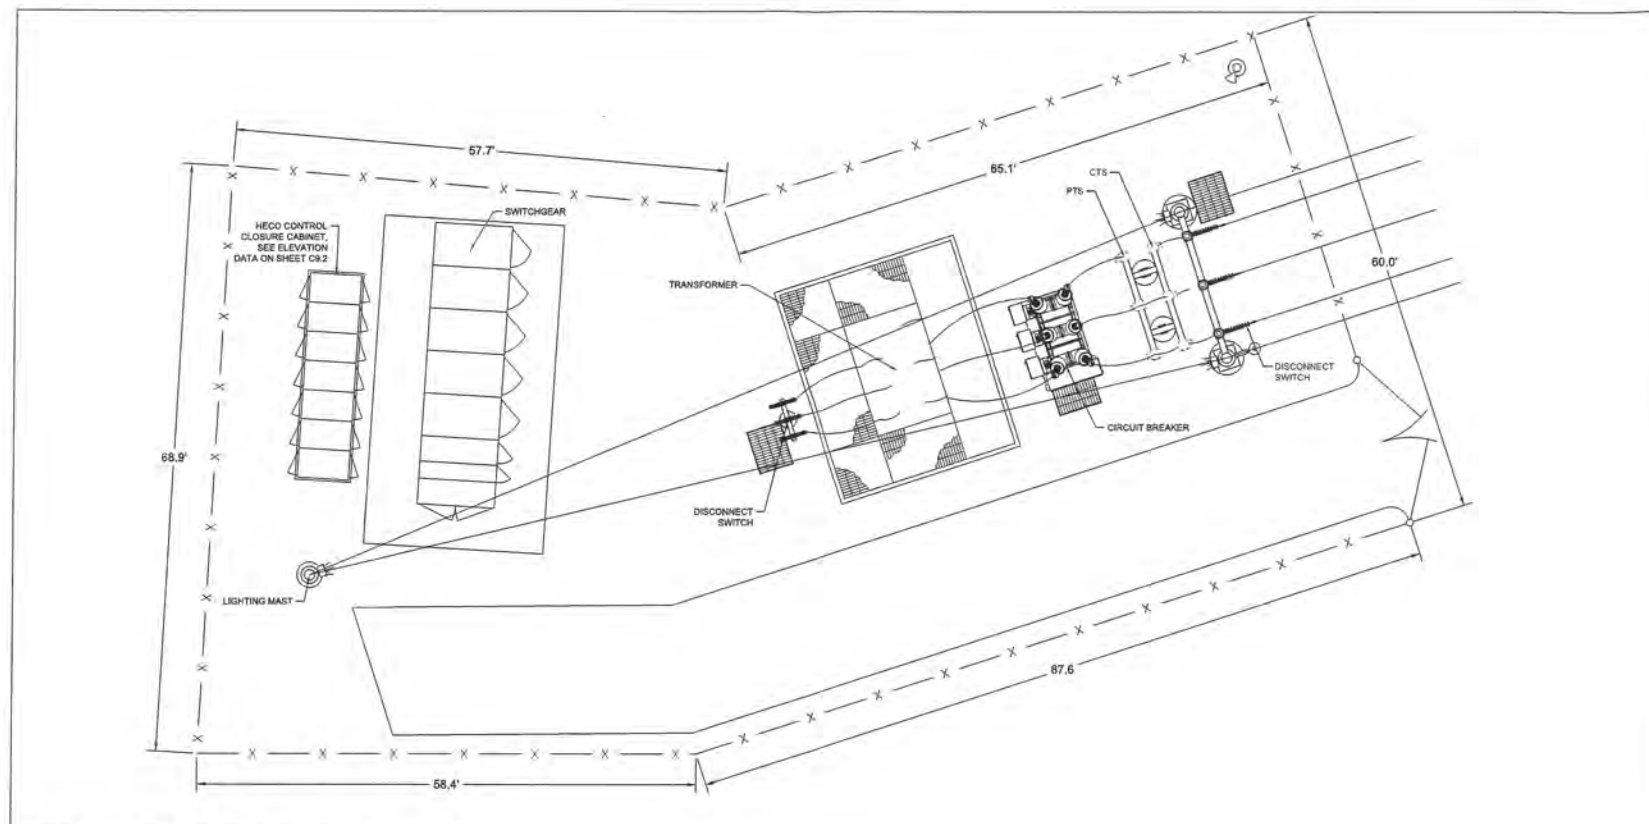 57.7'
65.1'
CTS
PTS
SWITCHGEAR
HECO CONTROL
CLOSURE CABINET,
SEE ELEVATION
DATA ON SHEET C9.2
60.0'
TRANSFORMER
DISCONNECT
SWITCH
CIRCUIT BREAKER
68.9'
DISCONNECT
SWITCH
LIGHTING MAST
87.6
58.4'